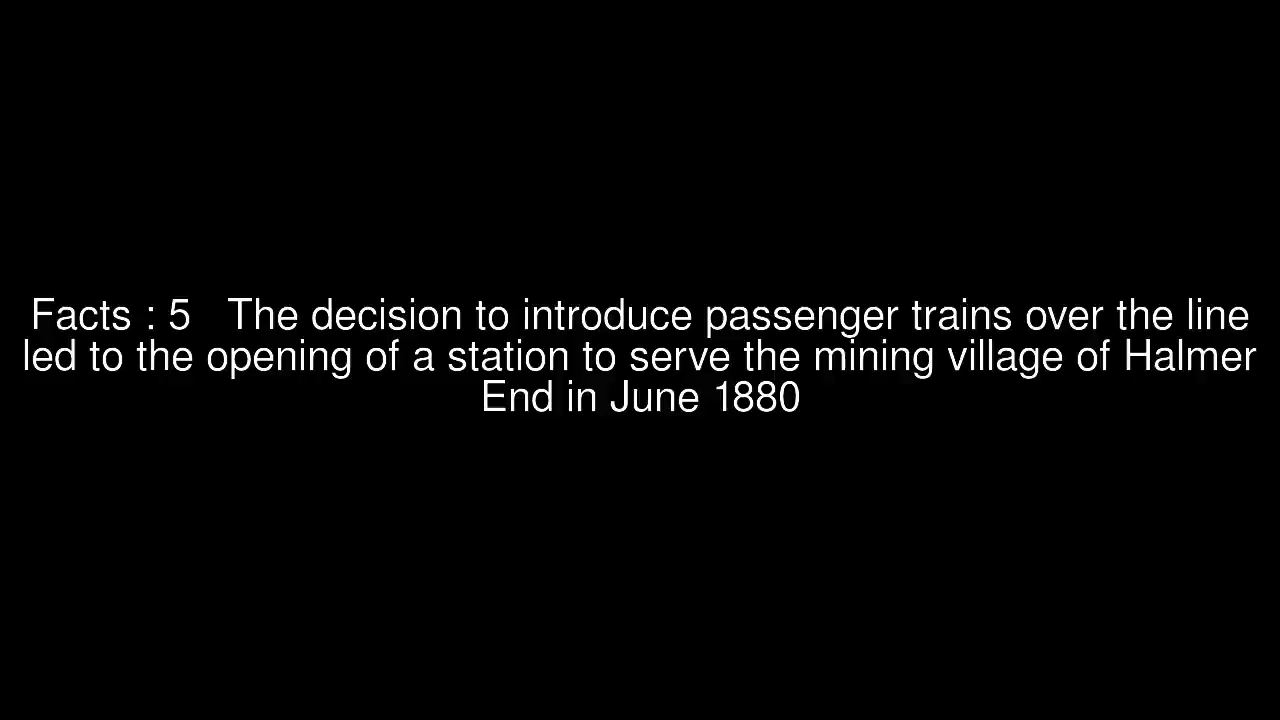 Facts : 5   The decision to introduce passenger trains over the line
led to the opening of a station to serve the mining village of Halmer
End in June 1880